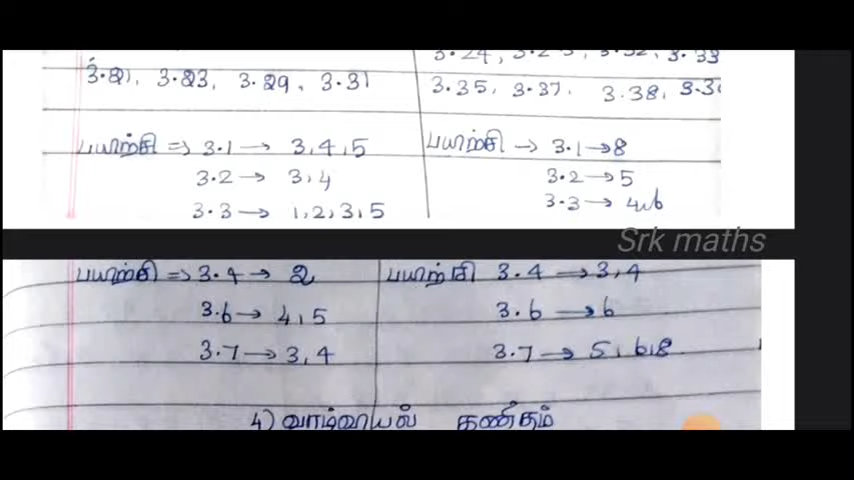 3.21, 3.23, 3.29, 3.31
3.35, 3.37, 3.38,
பயிற்சி => 3.1 → 3,4,5
3.2 → 3,4
3.3 → 1,2,3,5
பயிற்சி → 3.1 → 8
3.2 → 5
3.3 → 4,6
Srk maths
பயிற்சி => 3.4 → 2
3.6 → 4,5
3.7 → 3,4
பயிற்சி 3.4 → 3,4
3.6 → 6
3.7 → 5,6,8
4) வாழ்வியல் கணிதம்